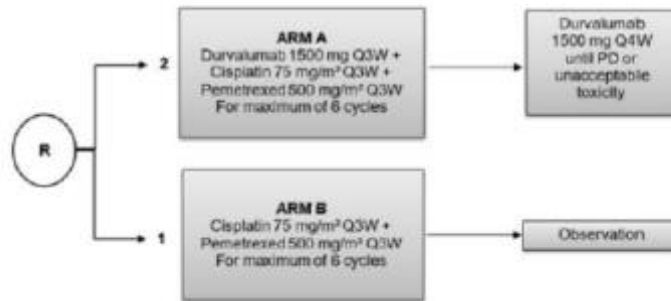 R
2
ARM A
Durvalumab 1500 mg Q3W +
Cisplatin 75 mg/m² Q3W +
Pemetrexed 500 mg/m² Q3W
For maximum of 6 cycles
Durvalumab
1500 mg Q4W
until PD or
unacceptable
toxicity
1
ARM B
Cisplatin 75 mg/m² Q3W +
Pemetrexed 500 mg/m² Q3W
For maximum of 6 cycles
Observation